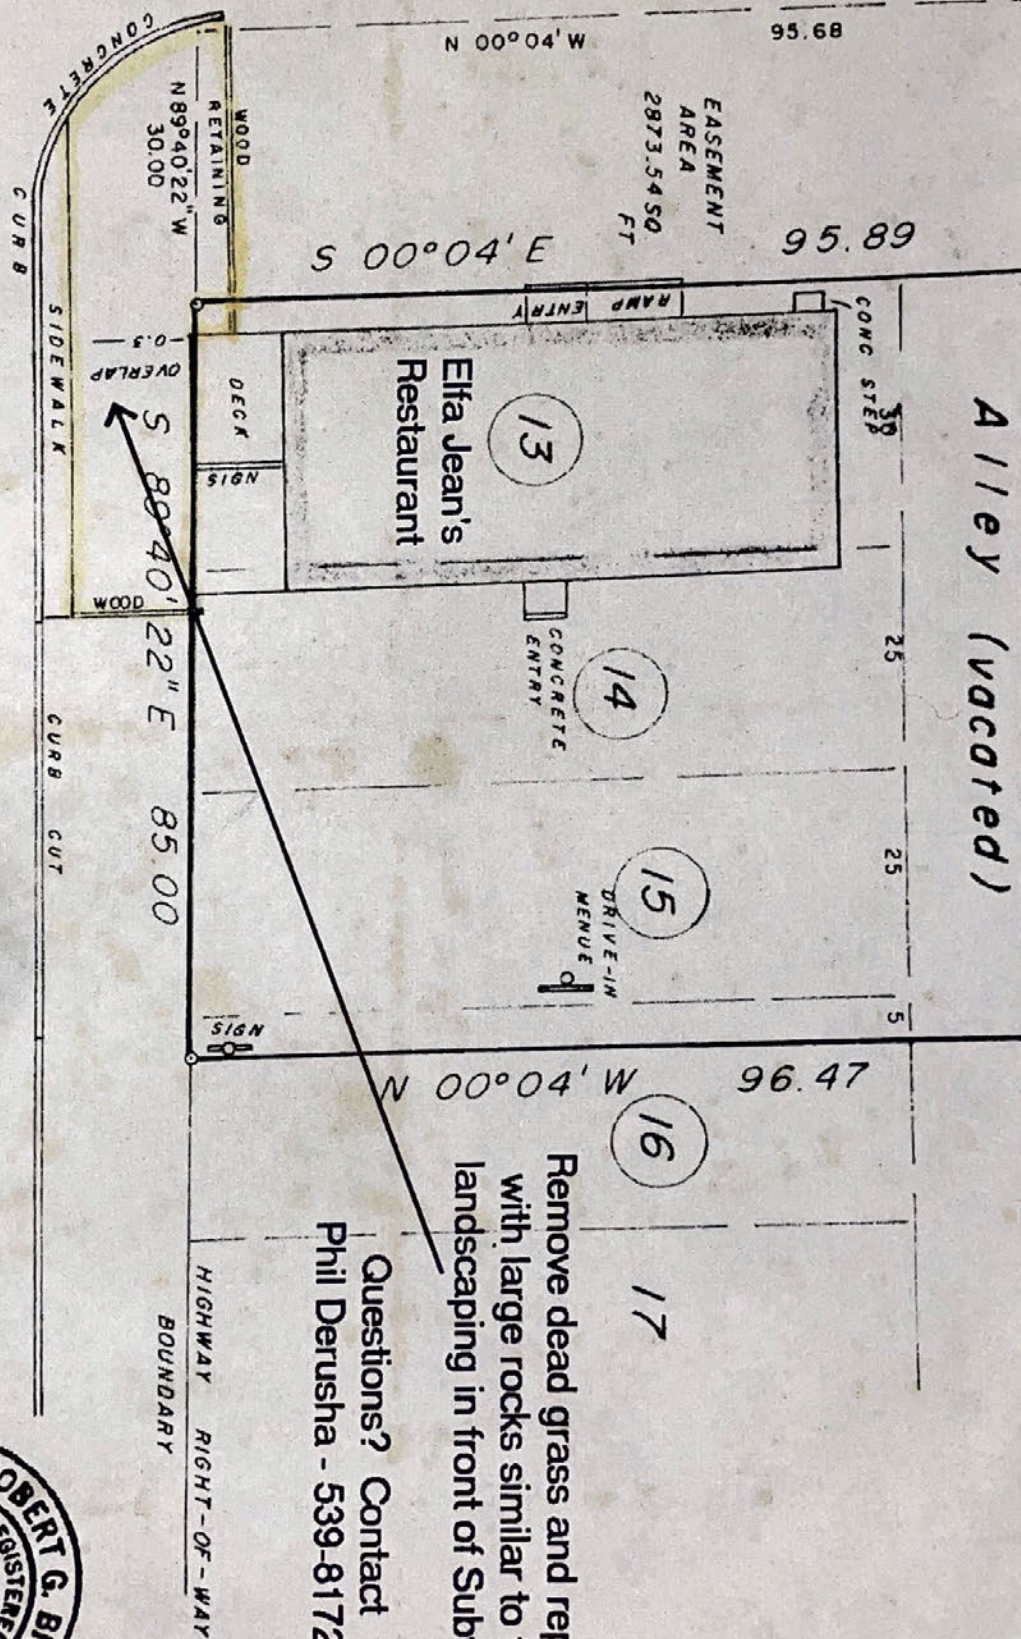 Alley (vacated)
N 00°04' W
95.68
EASEMENT
AREA
2873.54 SQ.
FT
S 00°04' E
95.89
CONCRETE
CURB
WOOD
RETAINING
N 89°40'22" W
30.00
SIDEWALK
-0.3
OVERLAP
ENTRY
RAMP
CONC STEP
30
DECK
SIGN
Elfa Jean's
Restaurant
13
WOOD
S 89°40'22" E 85.00
CONCRETE
ENTRY
14
25
CURB CUT
15
25
DRIVE-IN
MENUE
5
SIGN
N 00°04' W
96.47
16
17
Remove dead grass and
with large rocks similar to
landscaping in front of
Questions? Contact
Phil Derusha - 539-8172
HIGHWAY RIGHT-OF-WAY
BOUNDARY
G.